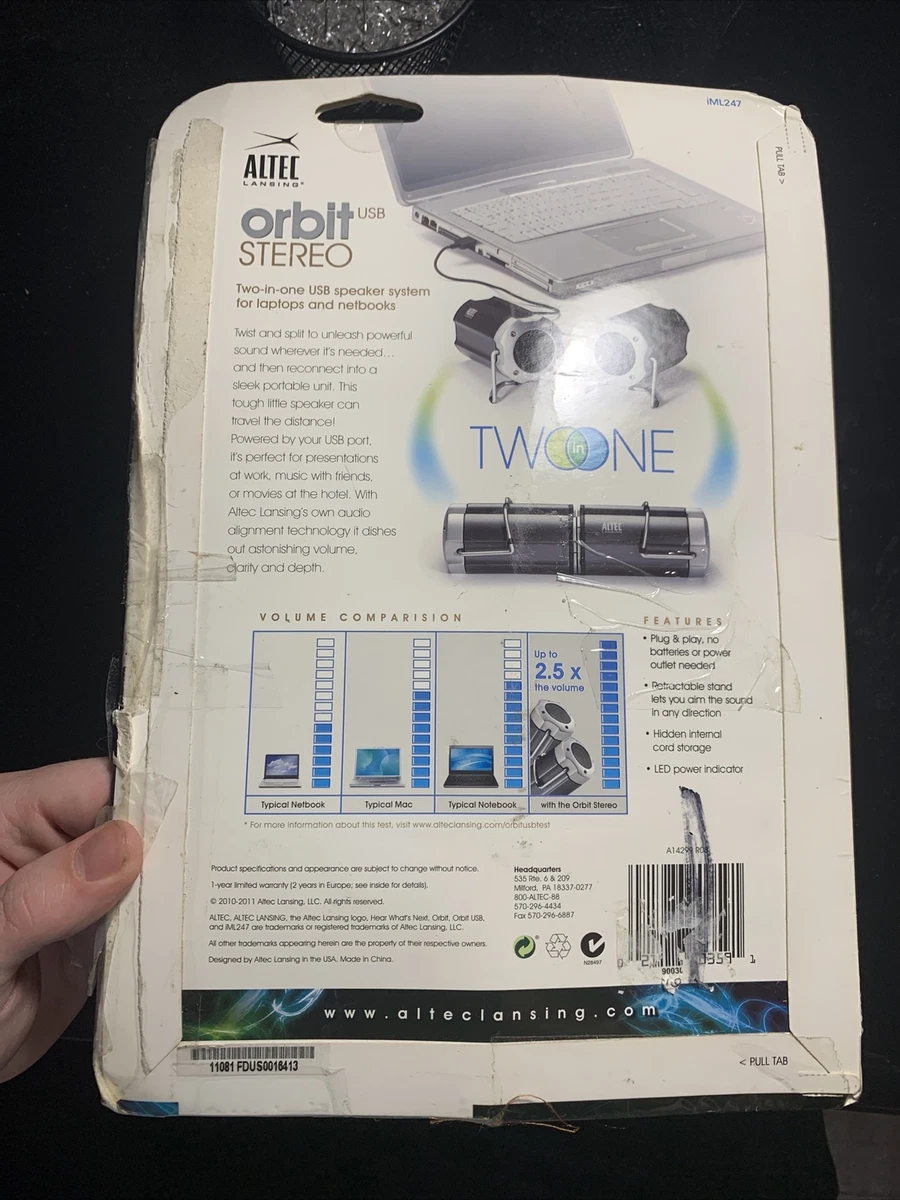 iML247
PULL TAB >
ALTEC
LANSING®
orbit USB
STEREO
Two-in-one USB speaker system
for laptops and netbooks
Twist and split to unleash powerful
sound wherever it's needed...
and then reconnect into a
sleek portable unit. This
tough little speaker can
travel the distance!
Powered by your USB port,
it's perfect for presentations
at work, music with friends,
or movies at the hotel. With
Altec Lansing's own audio
alignment technology it dishes
out astonishing volume,
clarity and depth.
TWO in ONE
ALTEC
VOLUME COMPARISION
Up to
2.5 x
the volume
Typical Netbook
Typical Mac
Typical Notebook
with the Orbit Stereo
* For more information about this test, visit www.alteclansing.com/orbitusbtest
FEATURES
• Plug & play, no
batteries or power
outlet needed
• Retractable stand
lets you aim the sound
in any direction
• Hidden internal
cord storage
• LED power indicator
Product specifications and appearance are subject to change without notice.
1-year limited warranty (2 years in Europe; see inside for details).
© 2010-2011 Altec Lansing, LLC. All rights reserved.
ALTEC, ALTEC LANSING, the Altec Lansing logo, Hear What's Next, Orbit, Orbit USB,
and iML247 are trademarks or registered trademarks of Altec Lansing, LLC.
All other trademarks appearing herein are the property of their respective owners.
Designed by Altec Lansing in the USA. Made in China.
Headquarters
535 Rte. 6 & 209
Milford, PA 18337-0277
800-ALTEC-88
570-296-4434
Fax 570-296-6887
N28497
www.alteclansing.com
11081 FDUS0016413
< PULL TAB